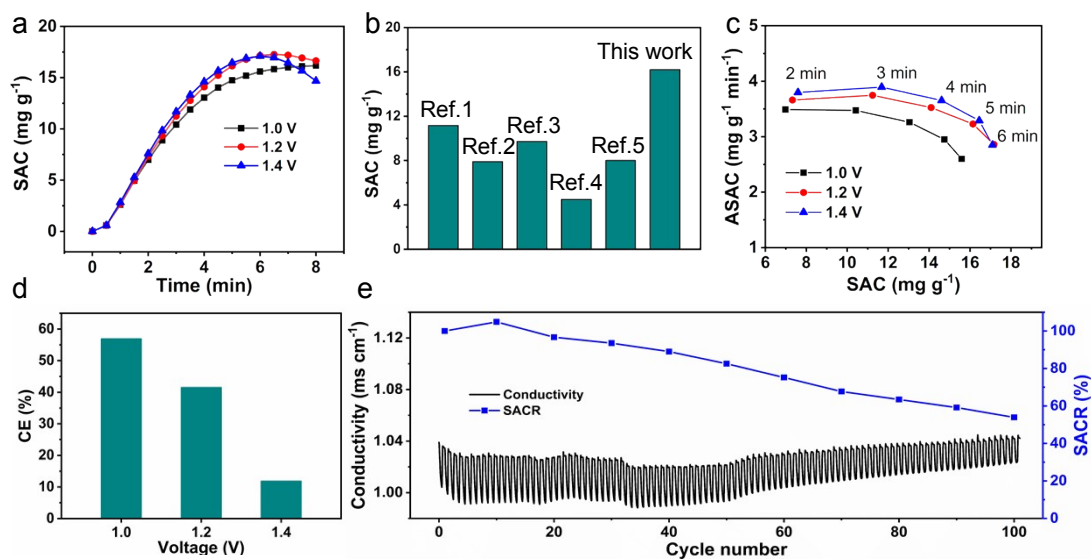 a
SAC (mg g⁻¹)
20
15
10
5
0
1.0 V
1.2 V
1.4 V
0 2 4 6 8
Time (min)
b
SAC (mg g⁻¹)
20
16
12
8
4
0
Ref.1
Ref.2
Ref.3
Ref.4
Ref.5
This work
c
ASAC (mg g⁻¹ min⁻¹)
5
4
3
2
1
2 min
3 min
4 min
5 min
6 min
1.0 V
1.2 V
1.4 V
6 8 10 12 14 16 18
SAC (mg g⁻¹)
d
CE (%)
60
50
40
30
20
10
0
1.0 1.2 1.4
Voltage (V)
e
Conductivity (ms cm⁻¹)
1.12
1.08
1.04
1.00
Conductivity
SACR
100
80
60
40
20
0
SACR (%)
0 20 40 60 80 100
Cycle number